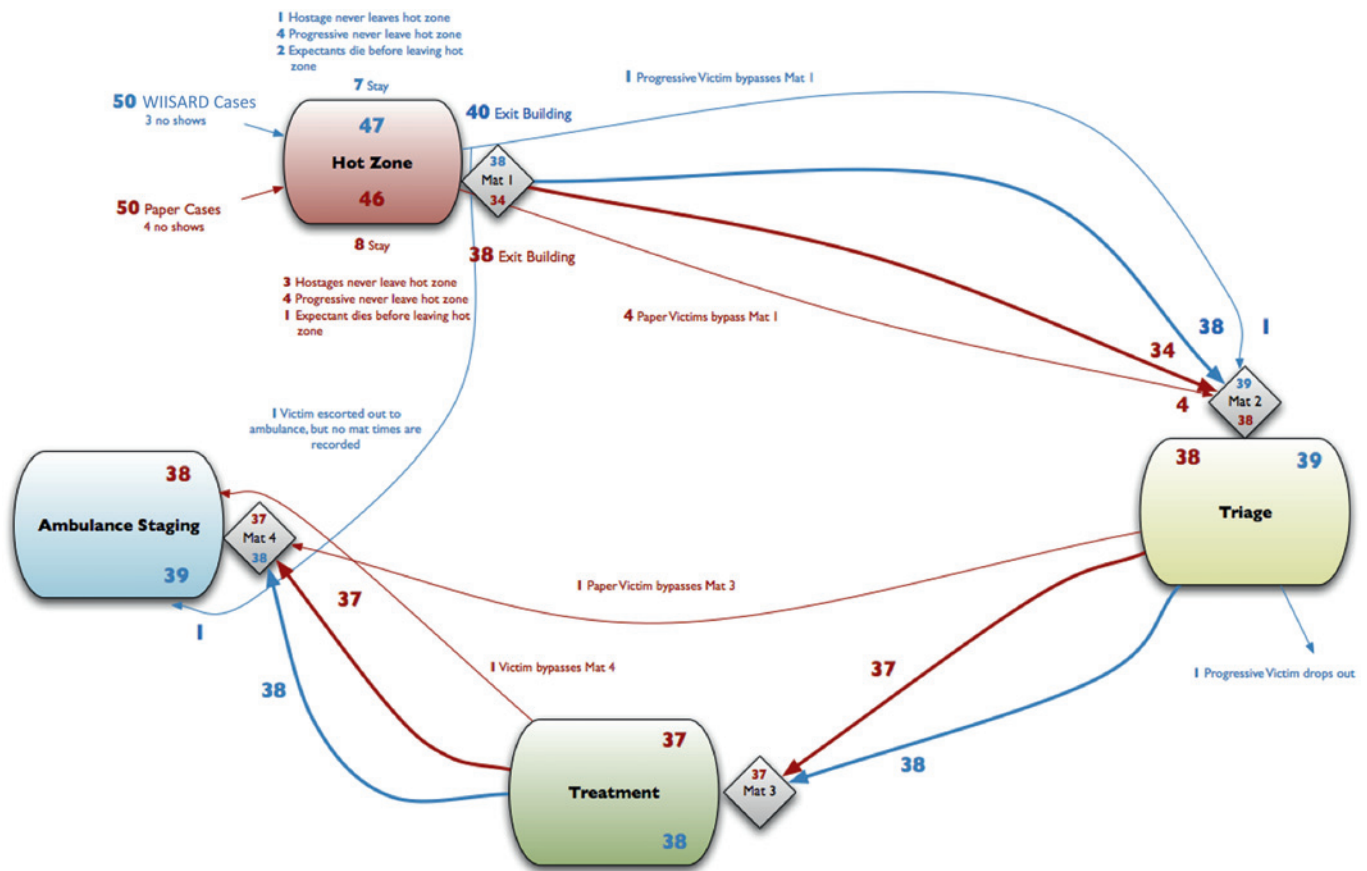 1 Hostage never leaves hot zone
4 Progressive never leave hot zone
2 Expectants die before leaving hot
zone
7 Stay
1 Progressive Victim bypasses Mat 1
50 WIISARD Cases
3 no shows
40 Exit Building
47
Hot Zone
46
38
Mat 1
34
50 Paper Cases
4 no shows
8 Stay
38 Exit Building
3 Hostages never leave hot zone
4 Progressive never leave hot zone
1 Expectant dies before leaving hot
zone
4 Paper Victims bypass Mat 1
38
1
34
4
39
Mat 2
38
1 Victim escorted out to
ambulance, but no mat times are
recorded
38
Ambulance Staging
39
37
Mat 4
38
38
39
Triage
1 Paper Victim bypasses Mat 3
37
1
1 Victim bypasses Mat 4
38
37
1 Progressive Victim drops out
38
37
Treatment
38
37
Mat 3